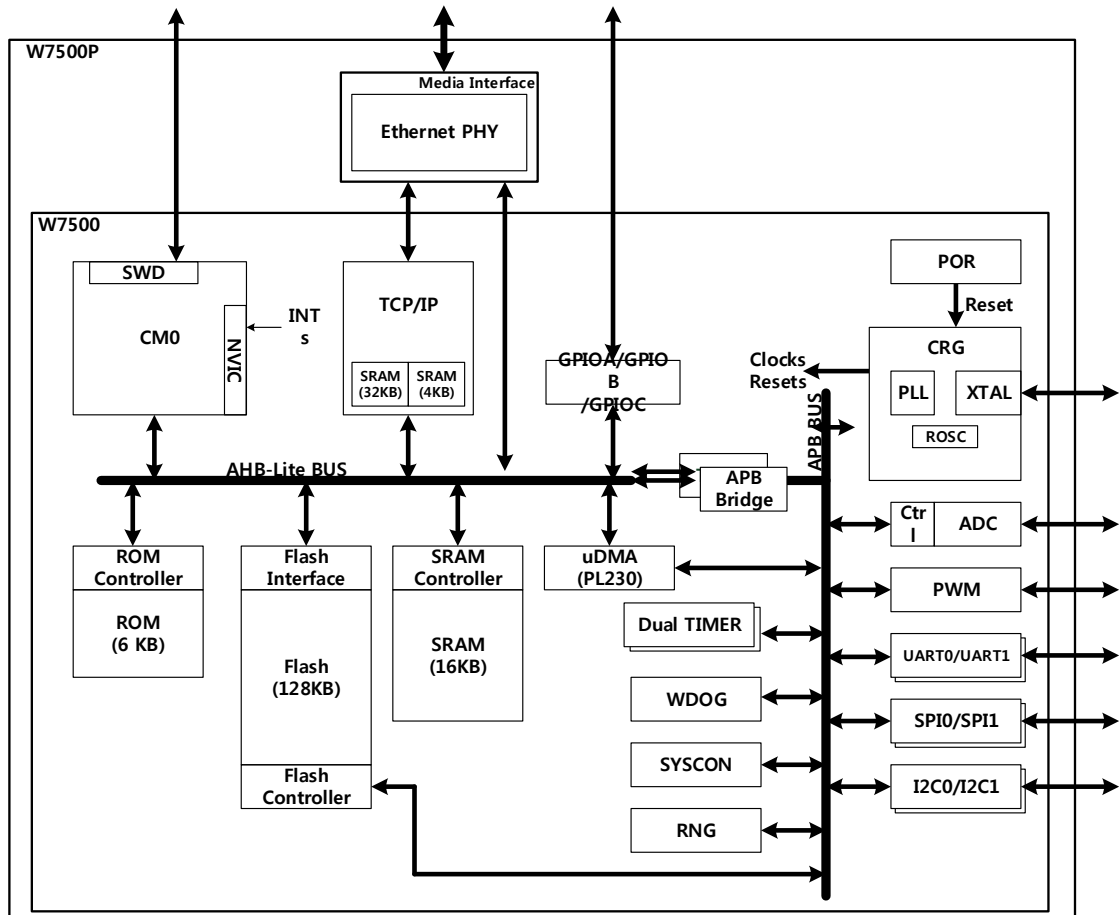 W7500P
Media Interface
Ethernet PHY
W7500
SWD
CM0
NVIC
INT
s
TCP/IP
SRAM
(32KB)
SRAM
(4KB)
GPIOA/GPIO
B
/GPIOC
POR
Reset
CRG
Clocks
Resets
PLL
XTAL
ROSC
APB BUS
AHB-Lite BUS
APB
Bridge
Ctr
l
ADC
ROM
Controller
ROM
(6 KB)
Flash
Interface
Flash
(128KB)
Flash
Controller
SRAM
Controller
SRAM
(16KB)
uDMA
(PL230)
PWM
Dual TIMER
UART0/UART1
WDOG
SPI0/SPI1
SYSCON
I2C0/I2C1
RNG